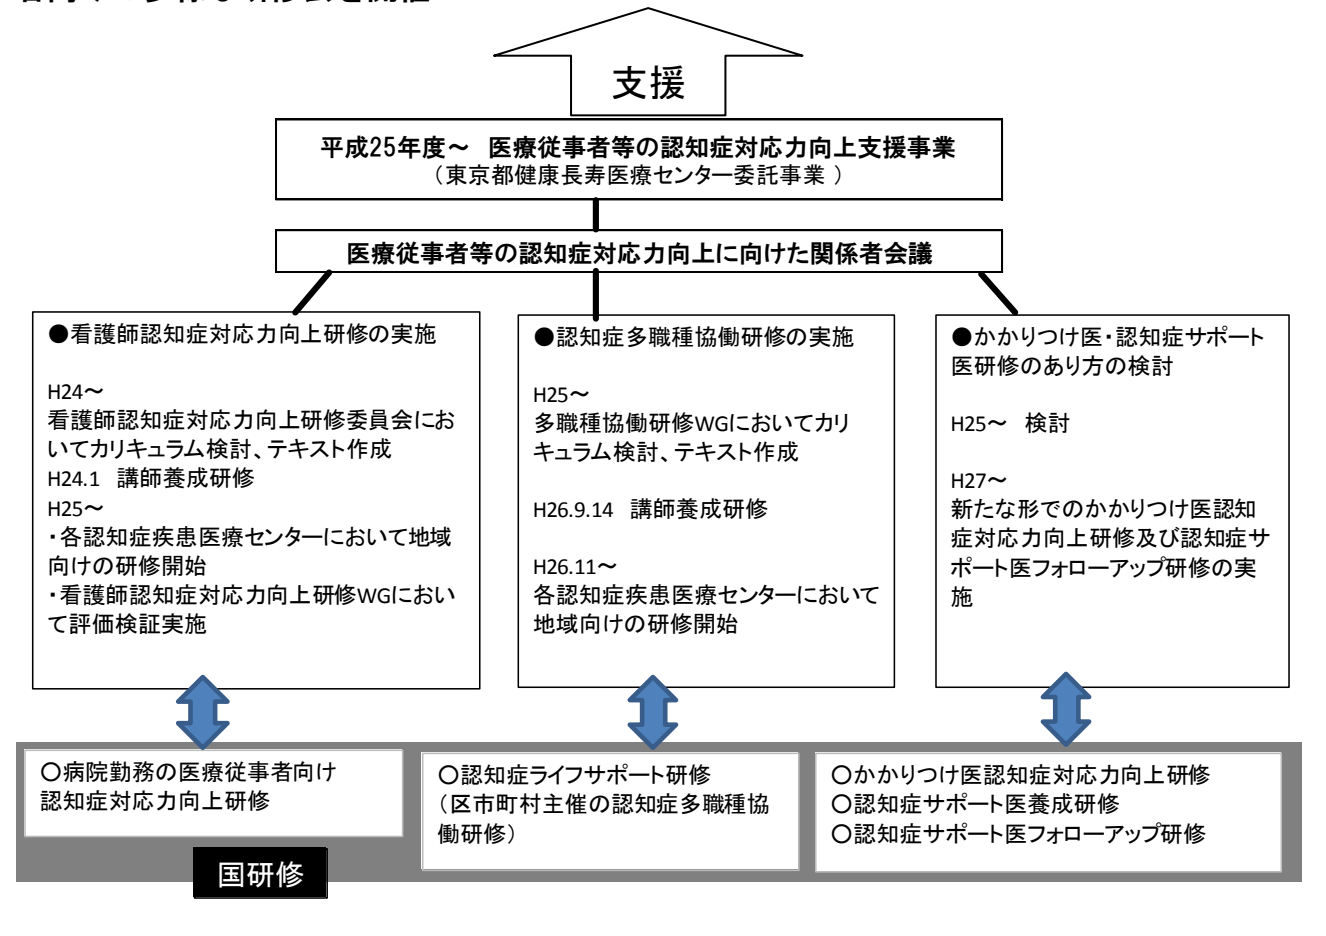 支援
平成25年度～　医療従事者等の認知症対応力向上支援事業
（東京都健康長寿医療センター委託事業 ）
医療従事者等の認知症対応力向上に向けた関係者会議
●看護師認知症対応力向上研修の実施
H24～
看護師認知症対応力向上研修委員会にお
いてカリキュラム検討、テキスト作成
H24.1　講師養成研修
H25～
・各認知症疾患医療センターにおいて地域
向けの研修開始
・看護師認知症対応力向上研修WGにおい
て評価検証実施
●認知症多職種協働研修の実施
H25～
多職種協働研修WGにおいてカリ
キュラム検討、テキスト作成
H26.9.14　講師養成研修
H26.11～
各認知症疾患医療センターにおいて
地域向けの研修開始
●かかりつけ医・認知症サポート
医研修のあり方の検討
H25～　検討
H27～
新たな形でのかかりつけ医認知
症対応力向上研修及び認知症サ
ポート医フォローアップ研修の実
施
〇病院勤務の医療従事者向け
認知症対応力向上研修
〇認知症ライフサポート研修
（区市町村主催の認知症多職種協
働研修）
〇かかりつけ医認知症対応力向上研修
〇認知症サポート医養成研修
〇認知症サポート医フォローアップ研修
国研修